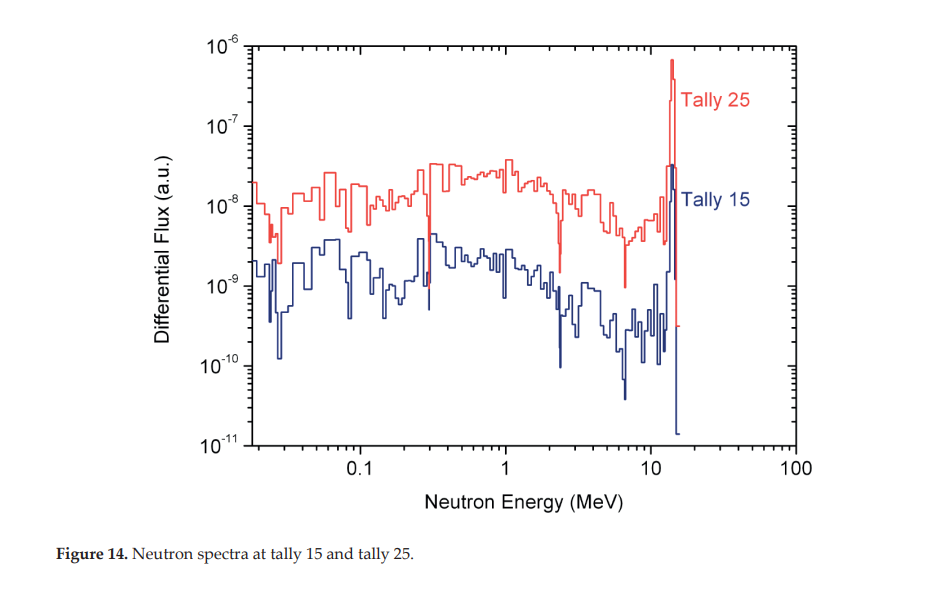 10-6
10-7
10-8
10-9
10-10
10-11
Differential Flux (a.u.)
Tally 25
Tally 15
0.1 1 10 100
Neutron Energy (MeV)
Figure 14. Neutron spectra at tally 15 and tally 25.